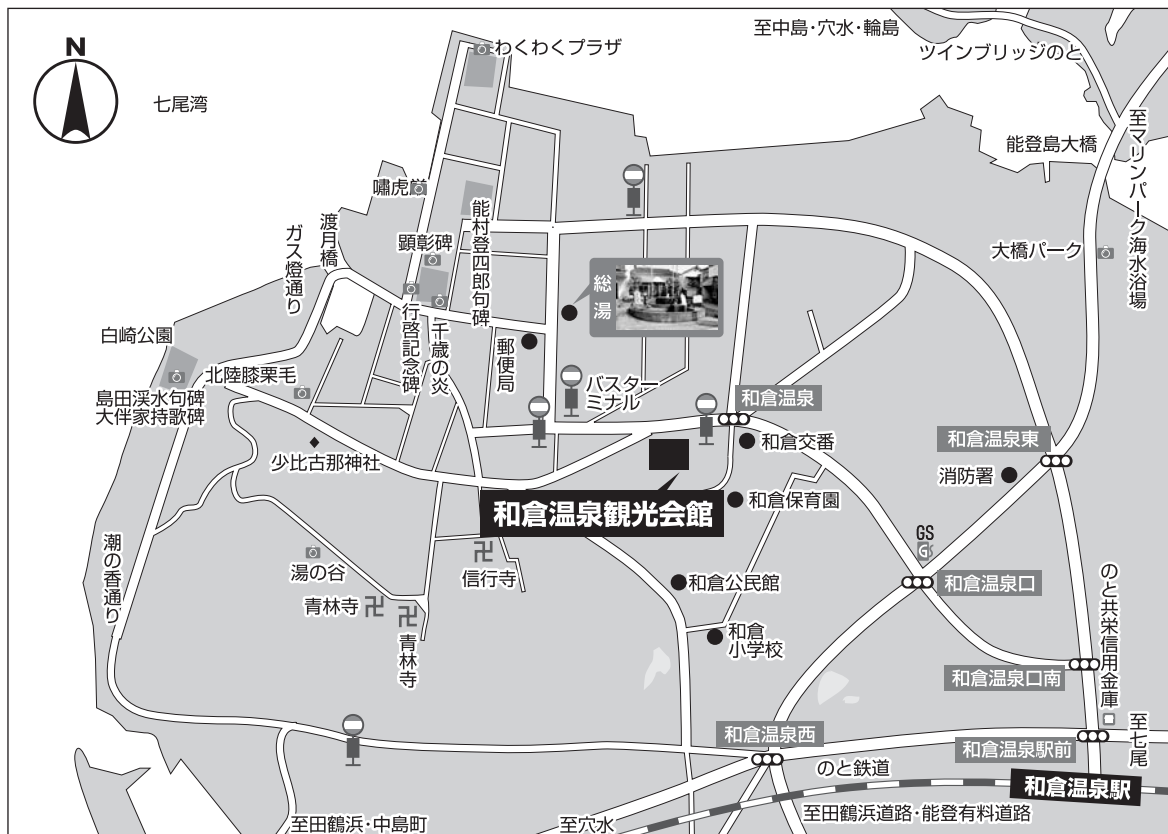 N
七尾湾
わくわくプラザ
至中島・穴水・輪島
ツインブリッジのと
至マリンパーク海水浴場
能登島大橋
大橋パーク
嘯虎岩
能村登四郎句碑
顕彰碑
渡月橋
ガス燈通り
総湯
行啓記念碑
千歳の炎
郵便局
バスター
ミナル
白崎公園
北陸膝栗毛
島田渓水句碑
大伴家持歌碑
少比古那神社
和倉温泉
和倉交番
和倉温泉東
消防署
和倉保育園
和倉温泉観光会館
GS
G
信行寺
湯の谷
青林寺
青林寺
潮の香通り
和倉公民館
和倉
小学校
和倉温泉口
のと共栄信用金庫
和倉温泉口南
和倉温泉西
和倉温泉駅前
至七尾
のと鉄道
和倉温泉駅
至田鶴浜・中島町
至穴水
至田鶴浜道路・能登有料道路